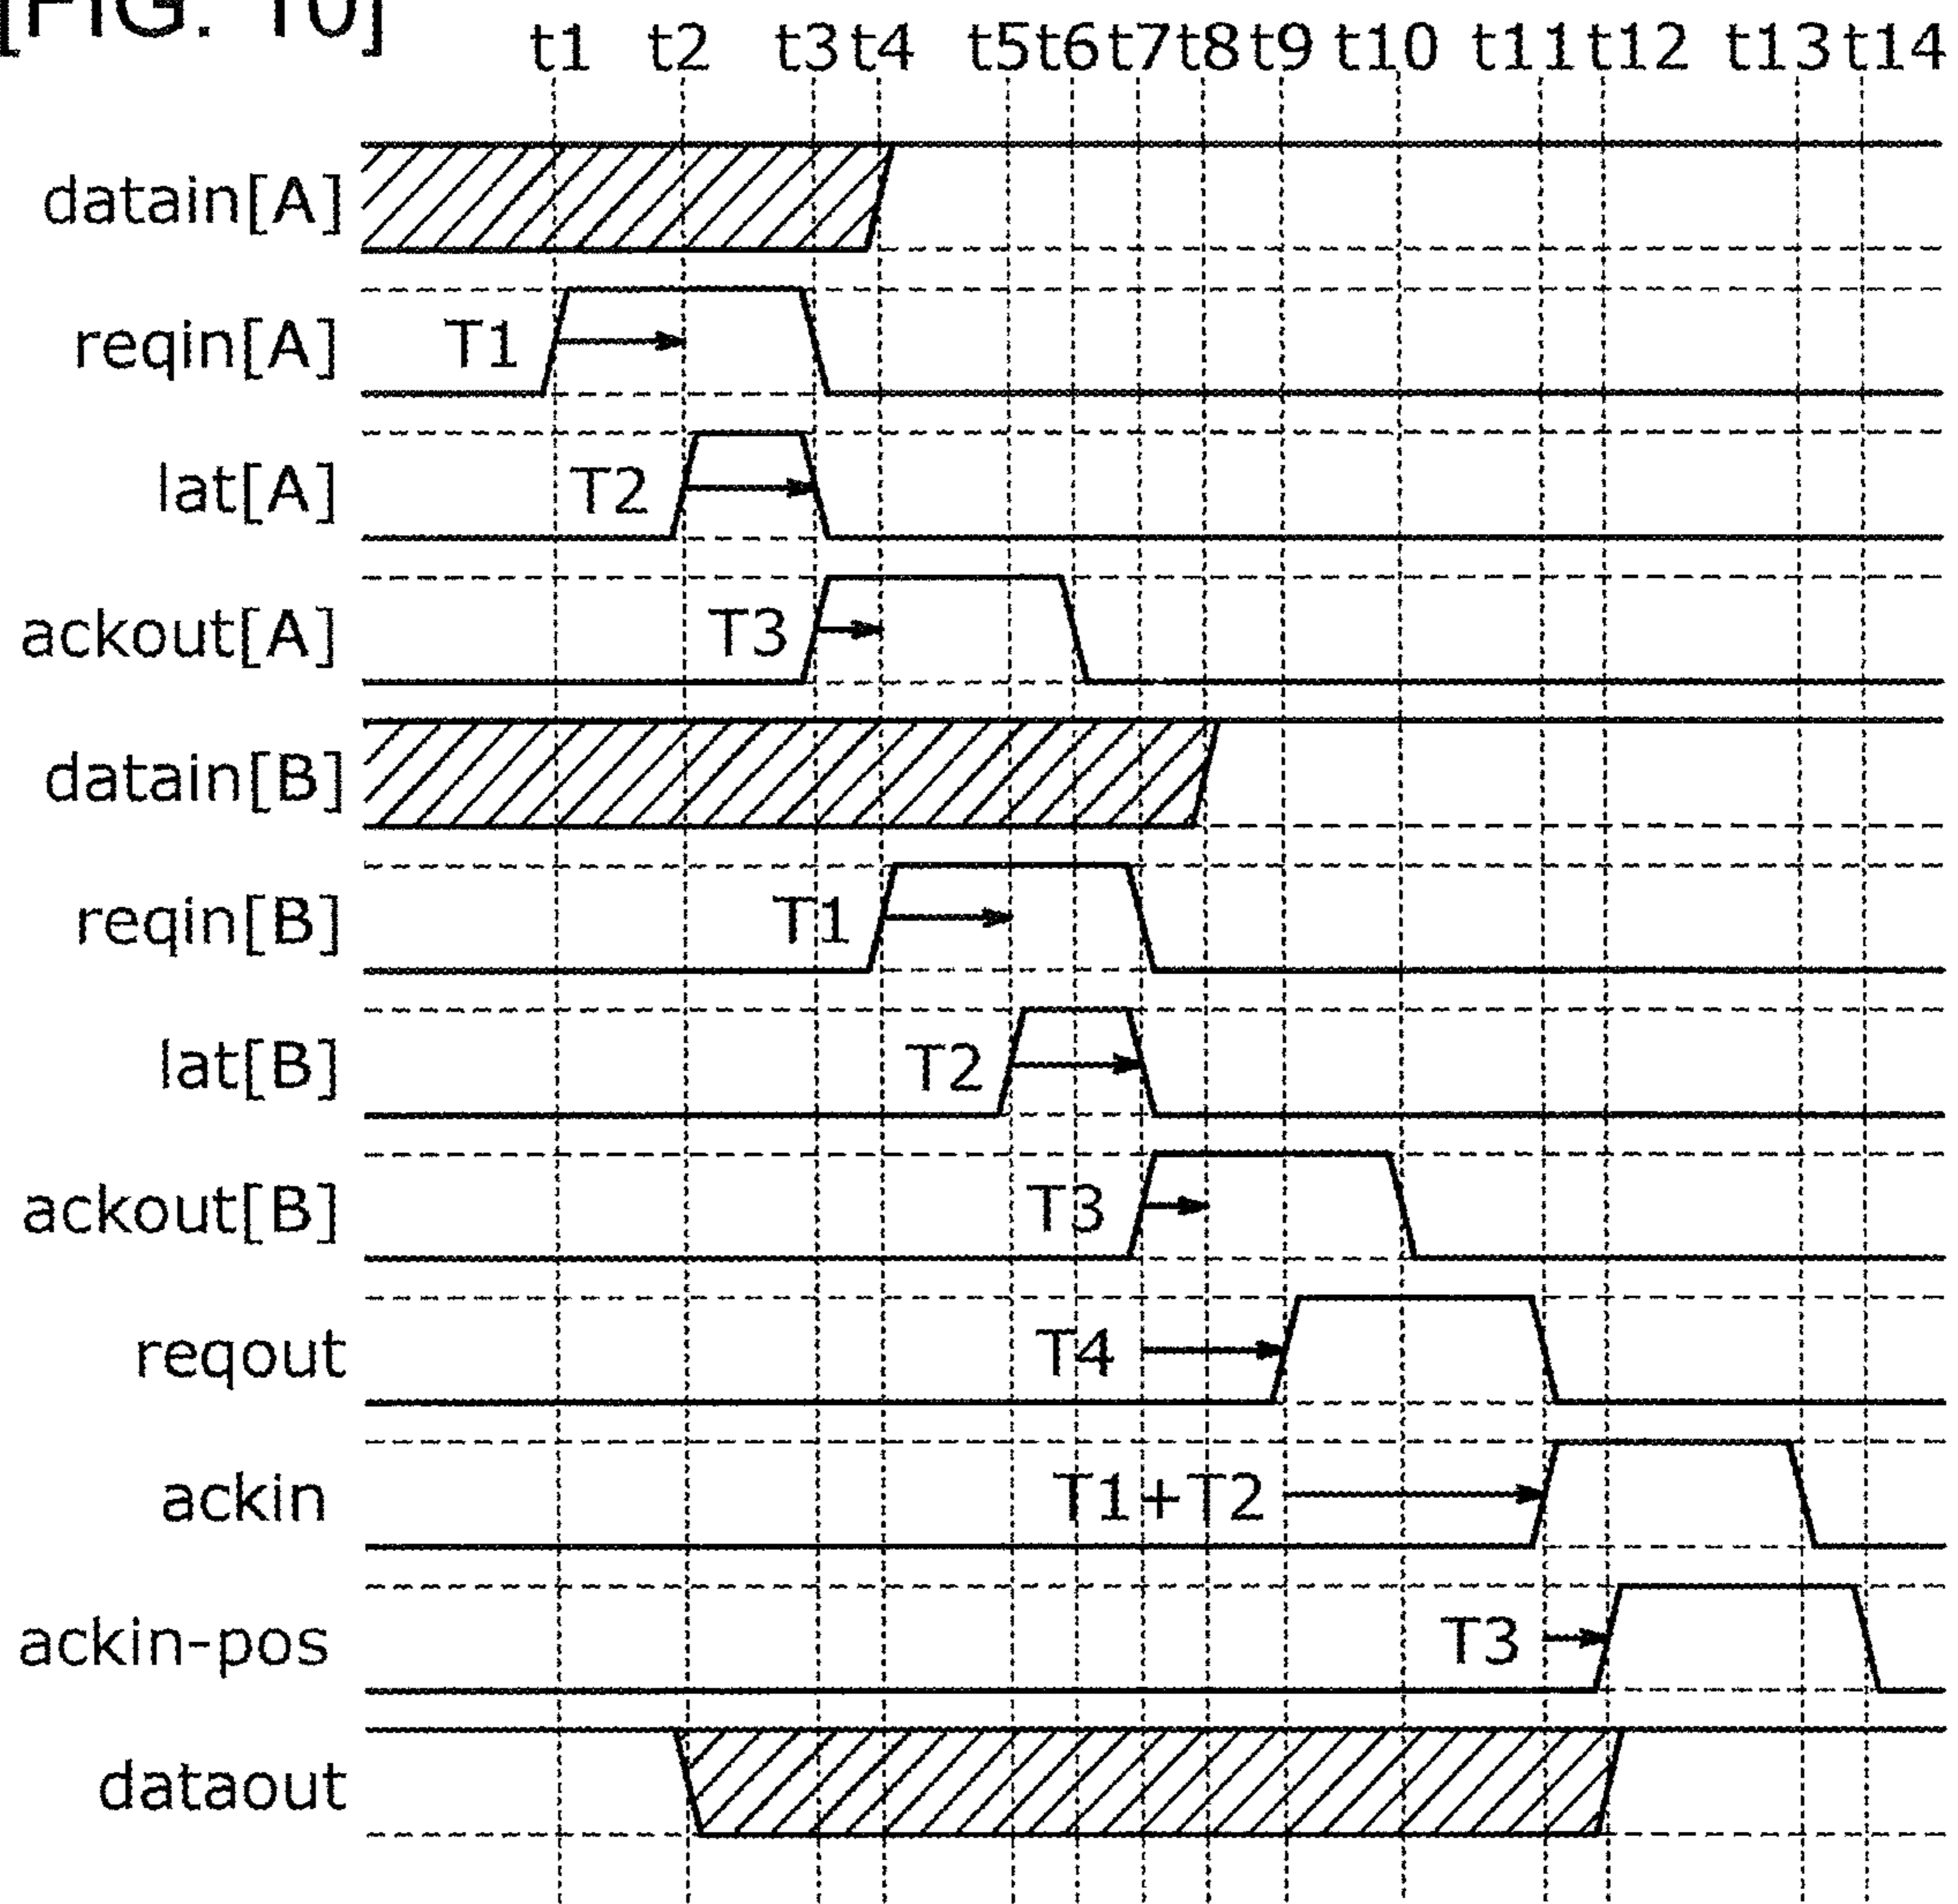 [FIG. 10]
t1 t2 t3 t4 t5 t6 t7 t8 t9 t10 t11 t12 t13 t14
datain[A]
reqin[A] T1
lat[A] T2
ackout[A] T3
datain[B]
reqin[B] T1
lat[B] T2
ackout[B] T3
reqout T4
ackin T1+T2
ackin-pos T3
dataout